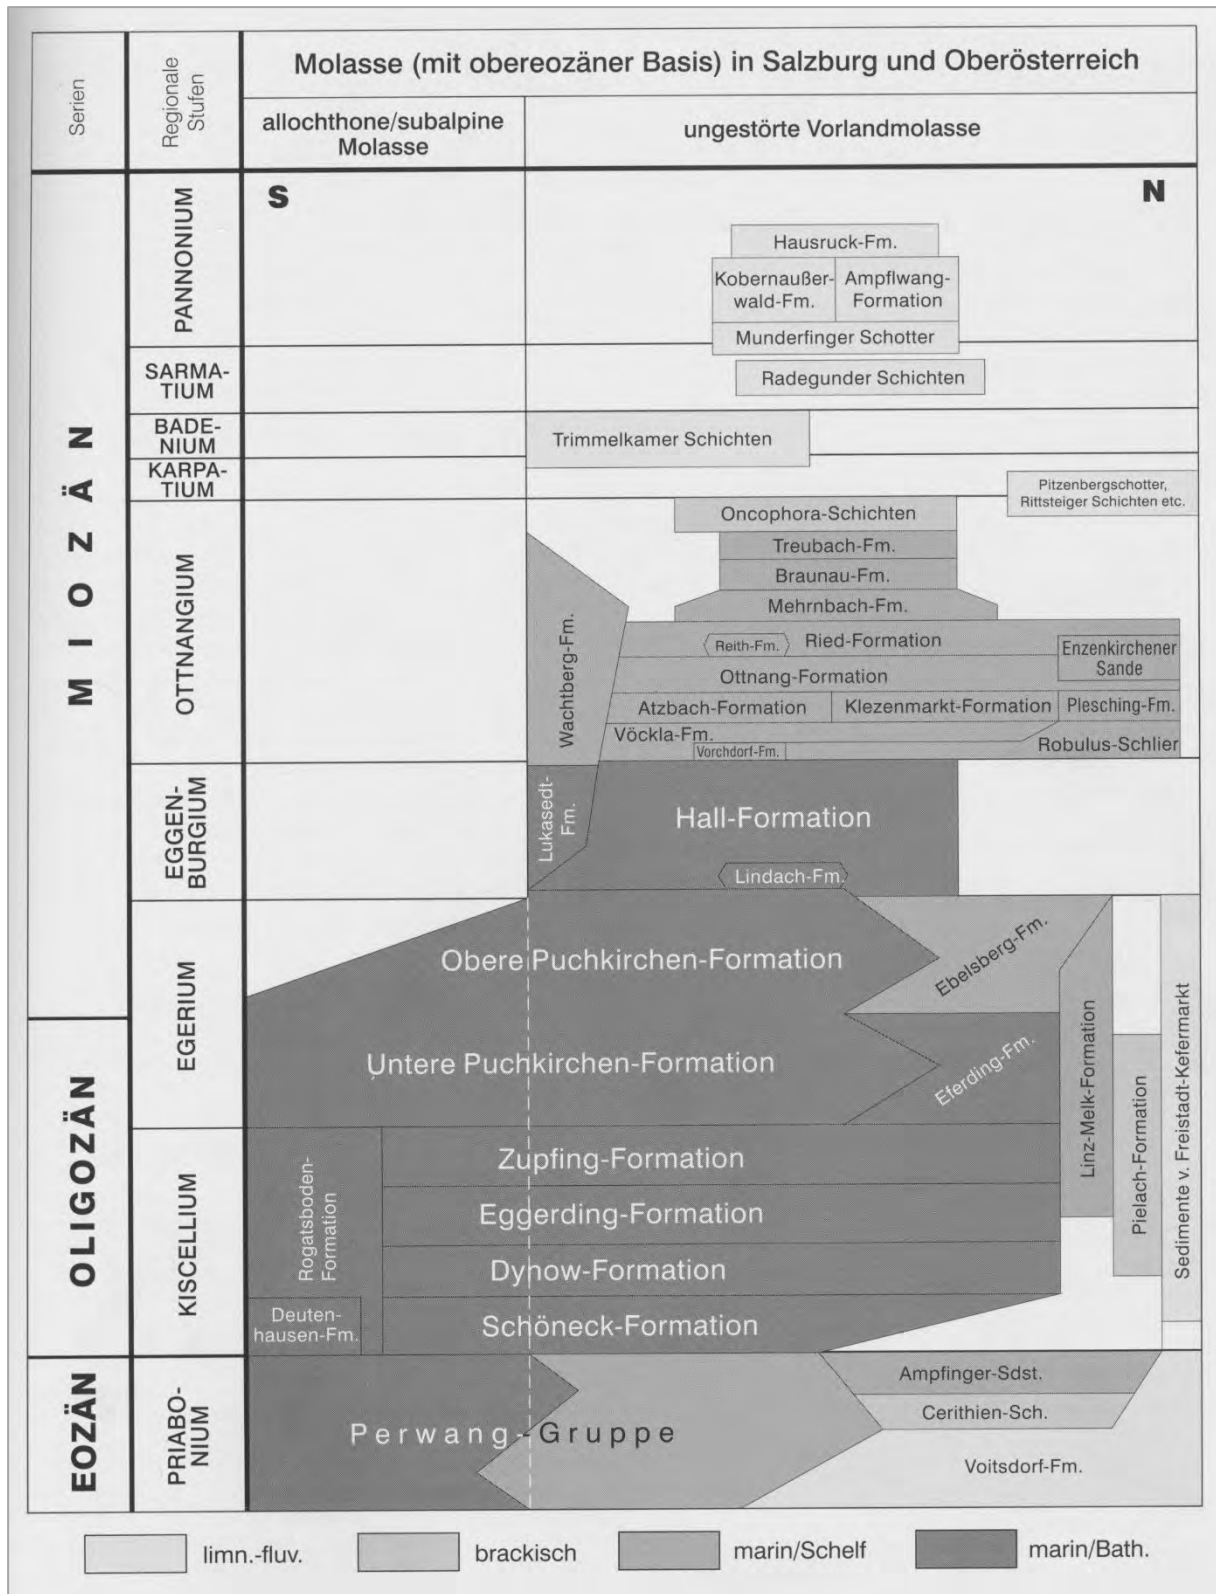 Serien
Regionale
Stufen
Molasse (mit obereozäner Basis) in Salzburg und Oberösterreich
allochthone/subalpine
Molasse
ungestörte Vorlandmolasse
S
N
MIOZÄN
OLIGOZÄN
EOZÄN
PANNONIUM
SARMA-
TIUM
BADE-
NIUM
KARPA-
TIUM
OTTNANGIUM
EGGEN-
BURGIUM
EGERIUM
KISCELLIUM
PRIABO-
NIUM
Hausruck-Fm.
Kobernaußer-
wald-Fm.
Ampflwang-
Formation
Munderfinger Schotter
Radegunder Schichten
Trimmelkamer Schichten
Pitzenbergschotter,
Rittsteiger Schichten etc.
Oncophora-Schichten
Treubach-Fm.
Braunau-Fm.
Mehrnbach-Fm.
Wachtberg-Fm.
Reith-Fm.
Ried-Formation
Enzenkirchener
Sande
Ottnang-Formation
Atzbach-Formation
Klezenmarkt-Formation
Plesching-Fm.
Vöckla-Fm.
Vorchdorf-Fm.
Robulus-Schlier
Lukasedt-
Fm.
Hall-Formation
Lindach-Fm.
Obere Puchkirchen-Formation
Ebelsberg-Fm.
Untere Puchkirchen-Formation
Eferding-Fm.
Linz-Melk-Formation
Pielach-Formation
Sedimente v. Freistadt-Kefermarkt
Rogatsboden-
Formation
Zupfing-Formation
Eggerding-Formation
Dynow-Formation
Deuten-
hausen-Fm.
Schöneck-Formation
Ampfinger-Sdst.
Cerithien-Sch.
Perwang-Gruppe
Voitsdorf-Fm.
limn.-fluv.
brackisch
marin/Schelf
marin/Bath.